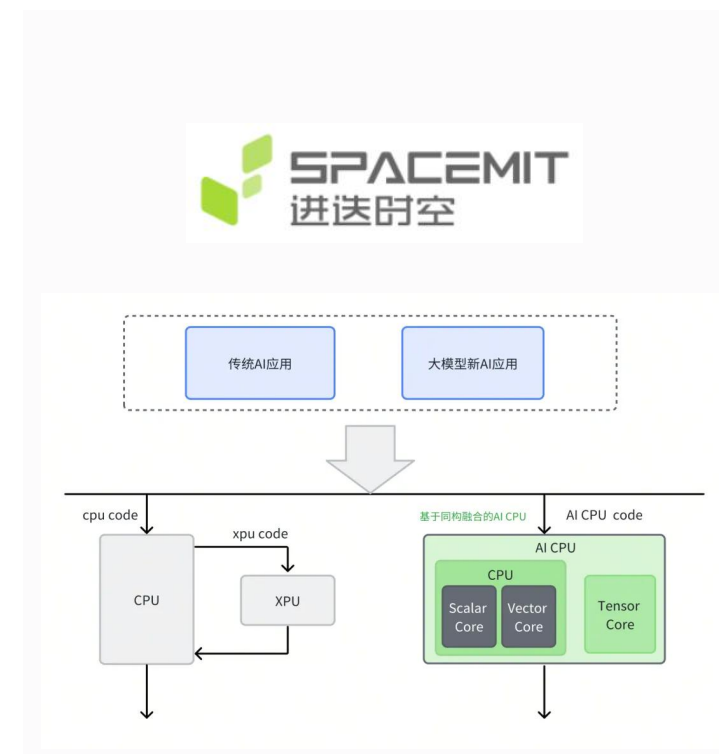 SPACEMIT
进迭时空
传统AI应用
大模型新AI应用
cpu code
xpu code
CPU
XPU
基于同构融合的AI CPU
AI CPU code
AI CPU
CPU
Scalar
Core
Vector
Core
Tensor
Core